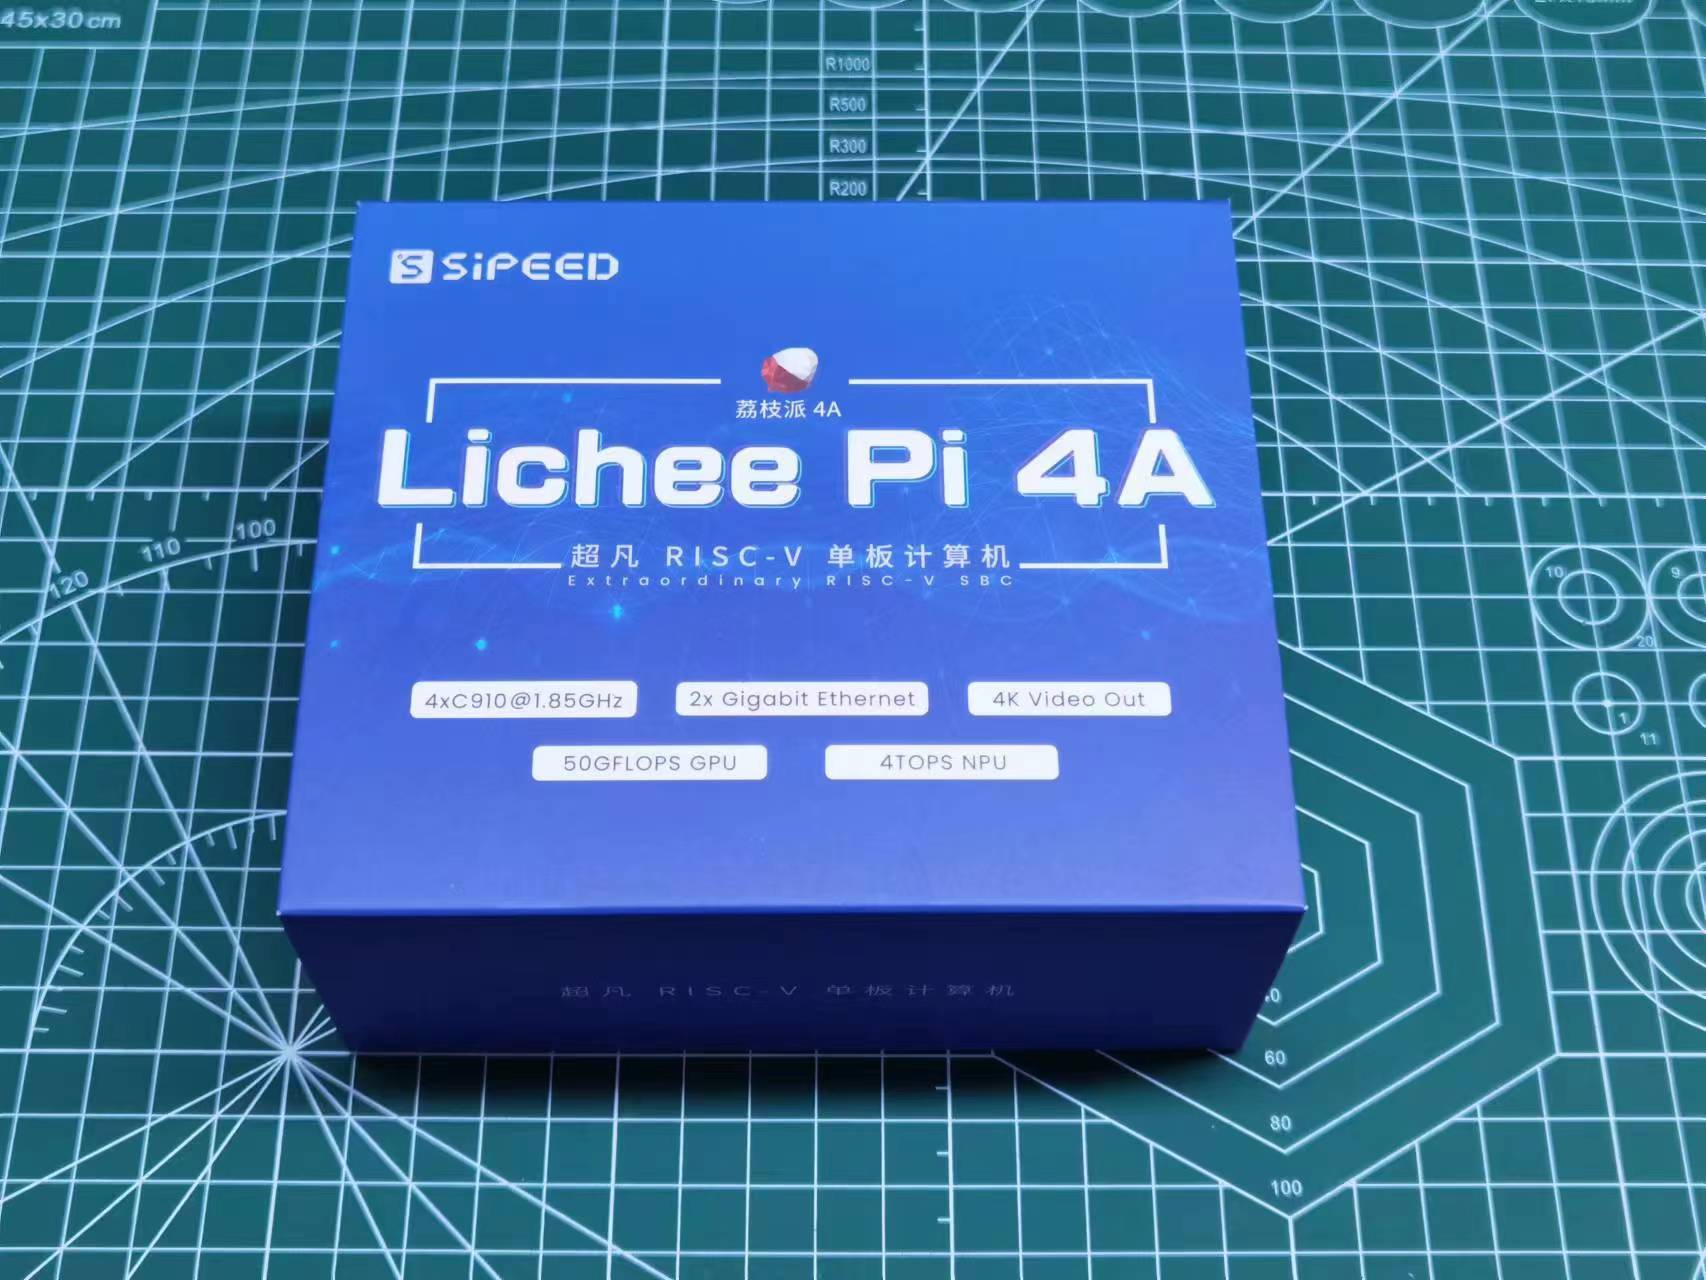 45x30cm
R1000
R500
R300
R200
SiPEED
荔枝派 4A
Lichee Pi 4A
超凡 RISC-V 单板计算机
Extraordinary RISC-V SBC
4xC910@1.85GHz
2x Gigabit Ethernet
4K Video Out
50GFLOPS GPU
4TOPS NPU
超凡 RISC-V 单板计算机
100
110
120
10
9
20
1
11
60
80
100